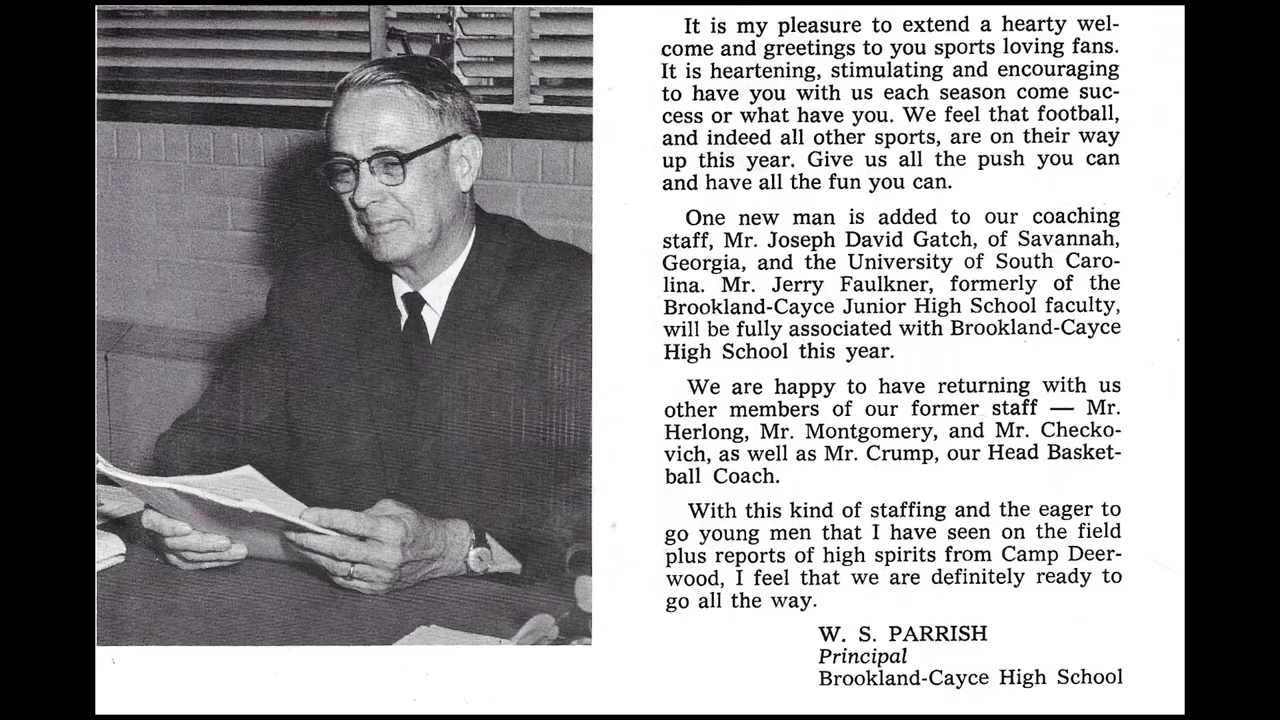 It is my pleasure to extend a hearty wel-
come and greetings to you sports loving fans.
It is heartening, stimulating and encouraging
to have you with us each season come suc-
cess or what have you. We feel that football,
and indeed all other sports, are on their way
up this year. Give us all the push you can
and have all the fun you can.
One new man is added to our coaching
staff, Mr. Joseph David Gatch, of Savannah,
Georgia, and the University of South Caro-
lina. Mr. Jerry Faulkner, formerly of the
Brookland-Cayce Junior High School faculty,
will be fully associated with Brookland-Cayce
High School this year.
We are happy to have returning with us
other members of our former staff — Mr.
Herlong, Mr. Montgomery, and Mr. Checko-
vich, as well as Mr. Crump, our Head Basket-
ball Coach.
With this kind of staffing and the eager to
go young men that I have seen on the field
plus reports of high spirits from Camp Deer-
wood, I feel that we are definitely ready to
go all the way.
W. S. PARRISH
Principal
Brookland-Cayce High School